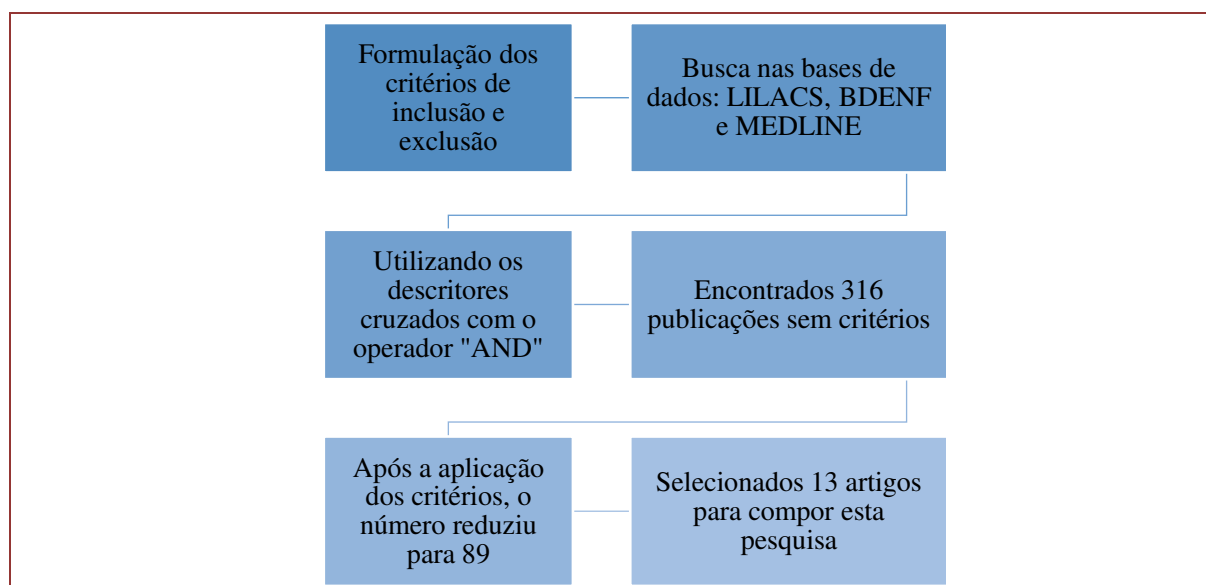 Formulação dos
critérios de
inclusão e
exclusão
Busca nas bases de
dados: LILACS, BDENF
e MEDLINE
Utilizando os
descritores
cruzados com o
operador "AND"
Encontrados 316
publicações sem critérios
Após a aplicação
dos critérios, o
número reduziu
para 89
Selecionados 13 artigos
para compor esta
pesquisa